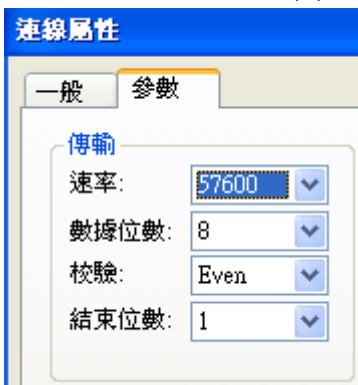 連線屬性
一般 參數
傳輸
速率: 57600
數據位數: 8
校驗: Even
結束位數: 1